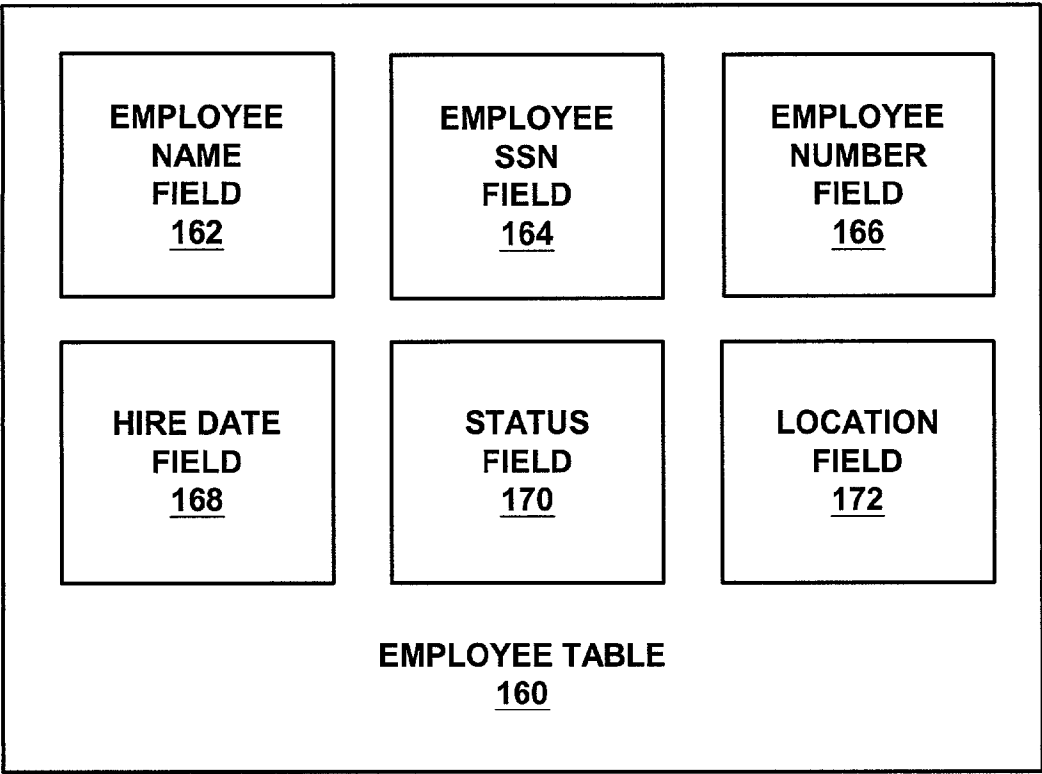 EMPLOYEE
NAME
FIELD
162
EMPLOYEE
SSN
FIELD
164
EMPLOYEE
NUMBER
FIELD
166
HIRE DATE
FIELD
168
STATUS
FIELD
170
LOCATION
FIELD
172
EMPLOYEE TABLE
160